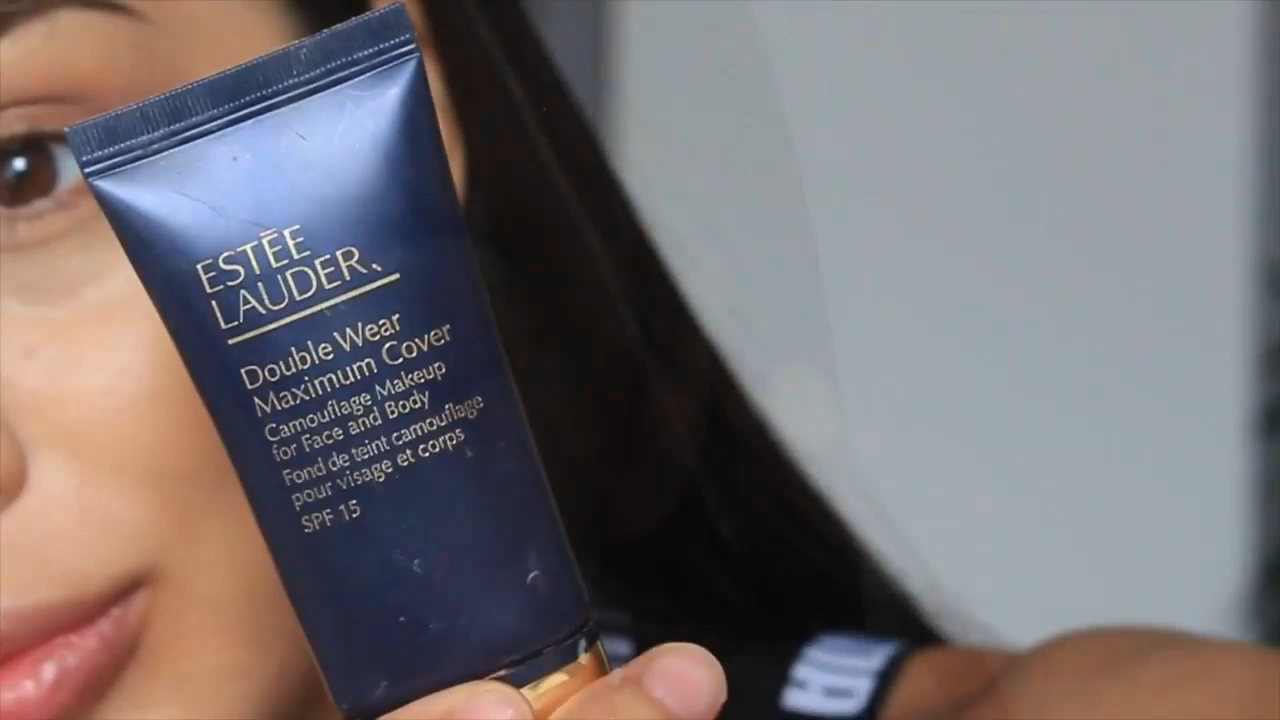 ESTĒE
LAUDER
Double Wear
Maximum Cover
Camouflage Makeup
for Face and Body
Fond de teint camouflage
pour visage et corps
SPF 15